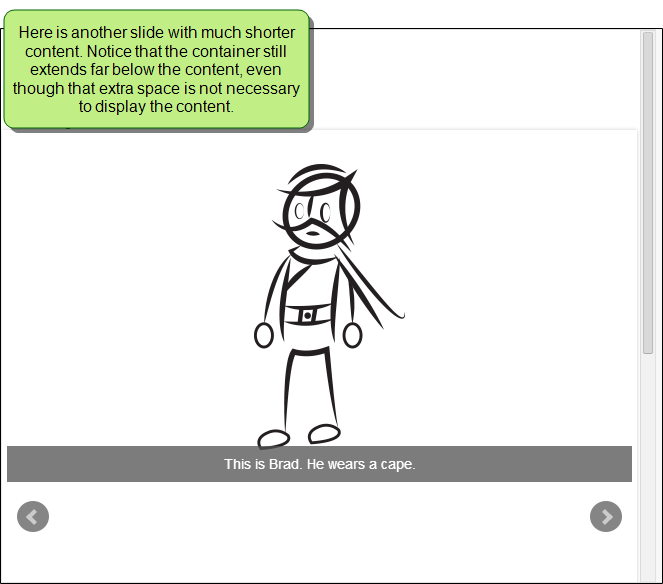 Here is another slide with much shorter
content. Notice that the container still
extends far below the content, even
though that extra space is not necessary
to display the content.
This is Brad. He wears a cape.